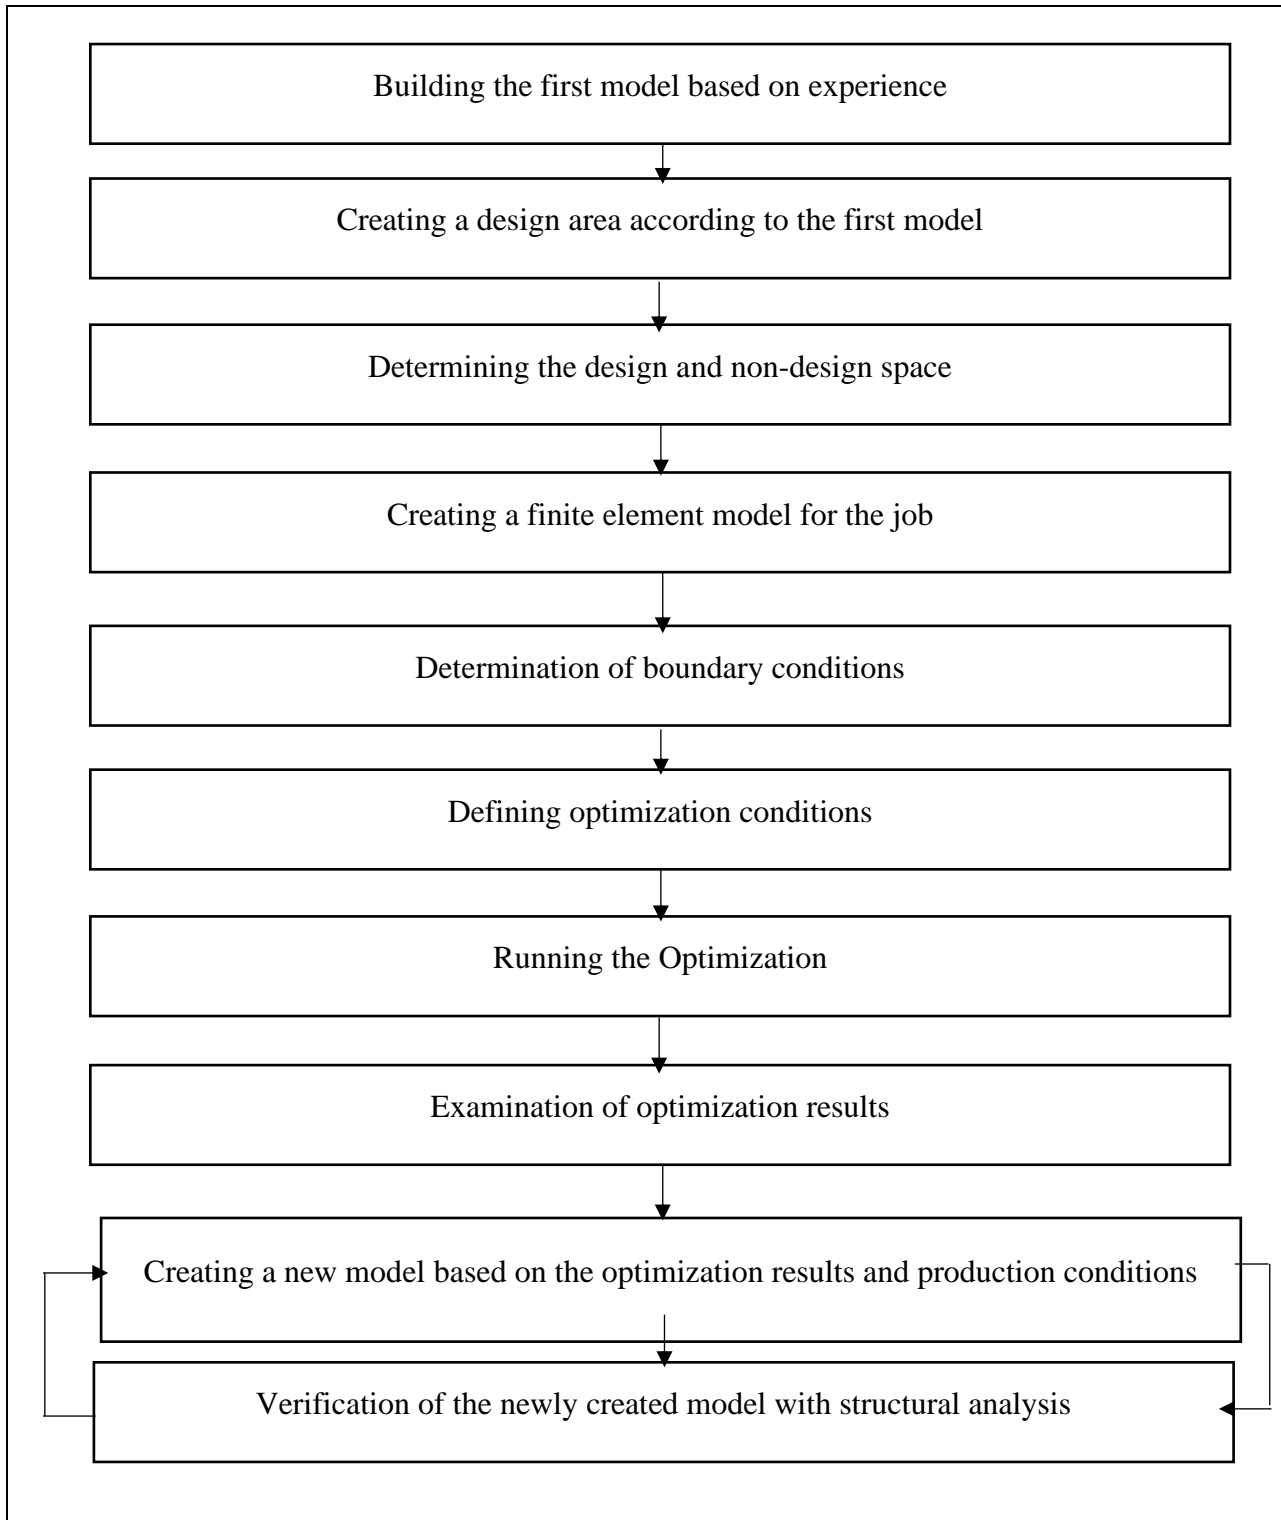 Building the first model based on experience
Creating a design area according to the first model
Determining the design and non-design space
Creating a finite element model for the job
Determination of boundary conditions
Defining optimization conditions
Running the Optimization
Examination of optimization results
Creating a new model based on the optimization results and production conditions
Verification of the newly created model with structural analysis